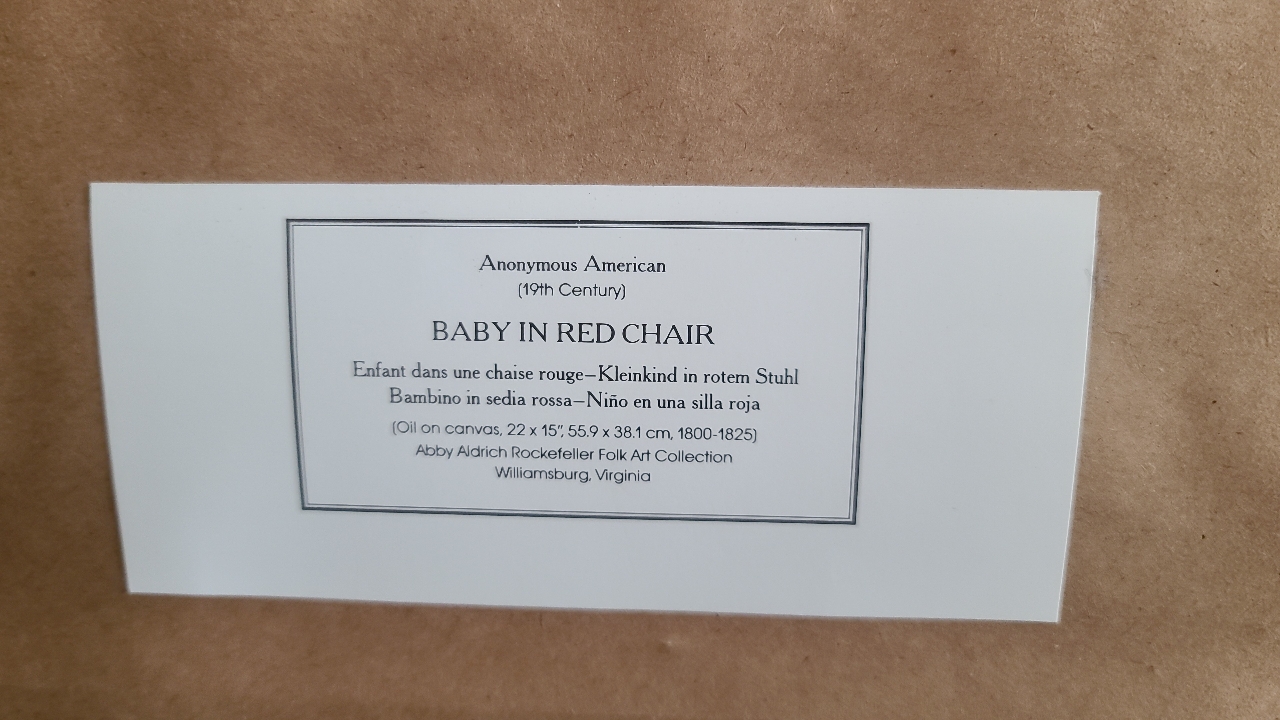 Anonymous American
(19th Century)
BABY IN RED CHAIR
Enfant dans une chaise rouge–Kleinkind in rotem Stuhl
Bambino in sedia rossa–Niño en una silla roja
(Oil on canvas, 22 x 15", 55.9 x 38.1 cm, 1800-1825)
Abby Aldrich Rockefeller Folk Art Collection
Williamsburg, Virginia